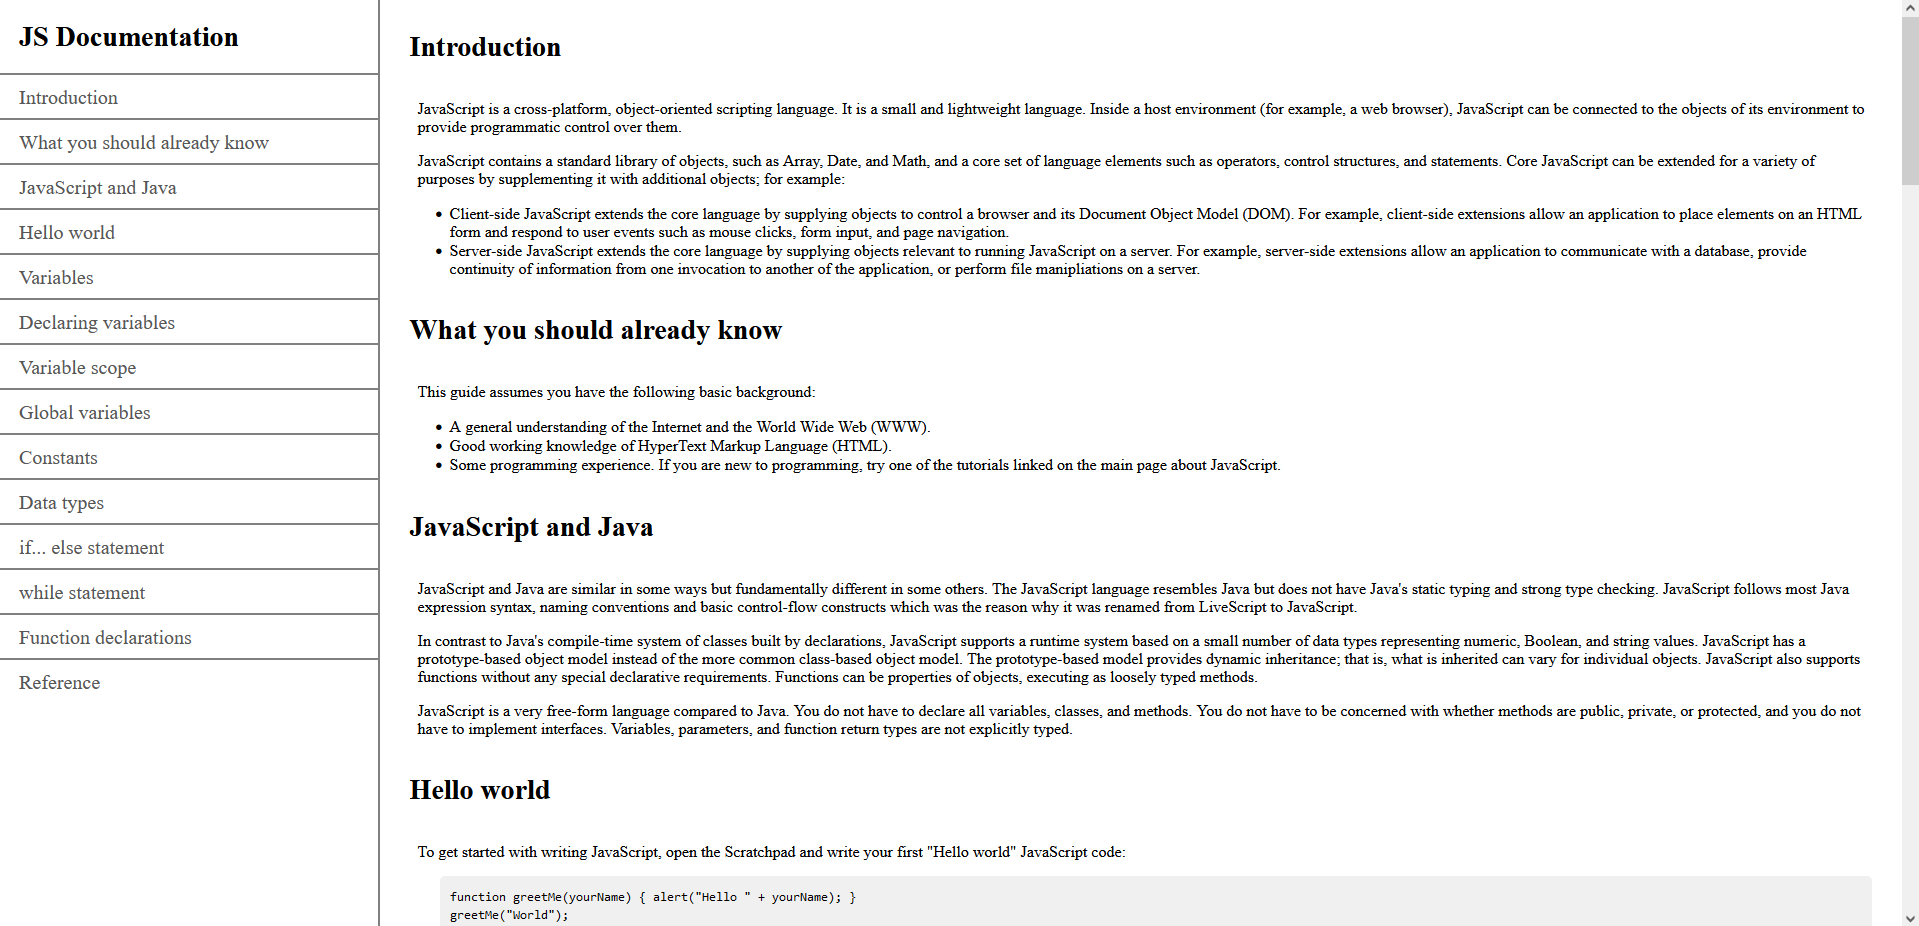 JS Documentation
Introduction
What you should already know
JavaScript and Java
Hello world
Variables
Declaring variables
Variable scope
Global variables
Constants
Data types
if... else statement
while statement
Function declarations
Reference
Introduction
JavaScript is a cross-platform, object-oriented scripting language. It is a small and lightweight language. Inside a host environment (for example, a web browser), JavaScript can be connected to the objects of its environment to
provide programmatic control over them.
JavaScript contains a standard library of objects, such as Array, Date, and Math, and a core set of language elements such as operators, control structures, and statements. Core JavaScript can be extended for a variety of
purposes by supplementing it with additional objects; for example:
• Client-side JavaScript extends the core language by supplying objects to control a browser and its Document Object Model (DOM). For example, client-side extensions allow an application to place elements on an HTML
form and respond to user events such as mouse clicks, form input, and page navigation.
• Server-side JavaScript extends the core language by supplying objects relevant to running JavaScript on a server. For example, server-side extensions allow an application to communicate with a database, provide
continuity of information from one invocation to another of the application, or perform file manipliations on a server.
What you should already know
This guide assumes you have the following basic background:
• A general understanding of the Internet and the World Wide Web (WWW).
• Good working knowledge of HyperText Markup Language (HTML).
• Some programming experience. If you are new to programming, try one of the tutorials linked on the main page about JavaScript.
JavaScript and Java
JavaScript and Java are similar in some ways but fundamentally different in some others. The JavaScript language resembles Java but does not have Java's static typing and strong type checking. JavaScript follows most Java
expression syntax, naming conventions and basic control-flow constructs which was the reason why it was renamed from LiveScript to JavaScript.
In contrast to Java's compile-time system of classes built by declarations, JavaScript supports a runtime system based on a small number of data types representing numeric, Boolean, and string values. JavaScript has a
prototype-based object model instead of the more common class-based object model. The prototype-based model provides dynamic inheritance; that is, what is inherited can vary for individual objects. JavaScript also supports
functions without any special declarative requirements. Functions can be properties of objects, executing as loosely typed methods.
JavaScript is a very free-form language compared to Java. You do not have to declare all variables, classes, and methods. You do not have to be concerned with whether methods are public, private, or protected, and you do not
have to implement interfaces. Variables, parameters, and function return types are not explicitly typed.
Hello world
To get started with writing JavaScript, open the Scratchpad and write your first "Hello world" JavaScript code:
function greetMe(yourName) { alert("Hello " + yourName); }
greetMe("World");